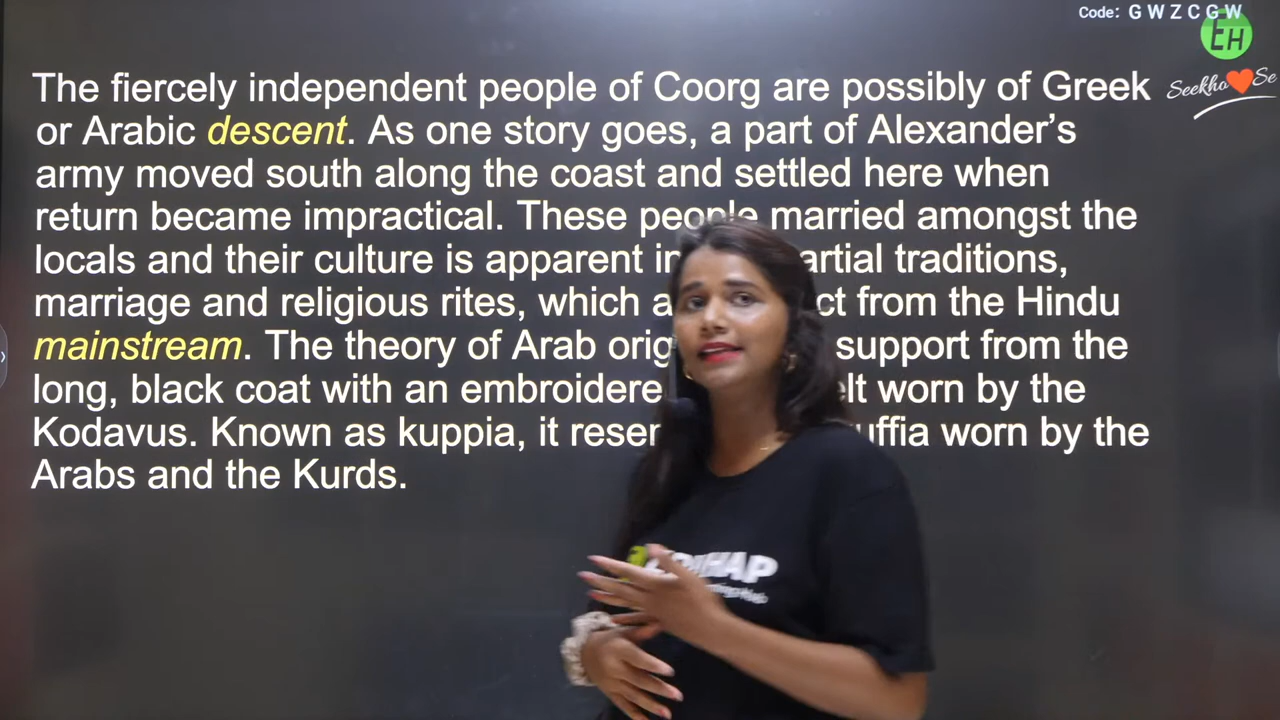 Code: G W Z C G W
EH
Seekho Se
The fiercely independent people of Coorg are possibly of Greek
or Arabic descent. As one story goes, a part of Alexander's
army moved south along the coast and settled here when
return became impractical. These people married amongst the
locals and their culture is apparent in artial traditions,
marriage and religious rites, which a ct from the Hindu
mainstream. The theory of Arab orig support from the
long, black coat with an embroidere elt worn by the
Kodavus. Known as kuppia, it resem uffia worn by the
Arabs and the Kurds.